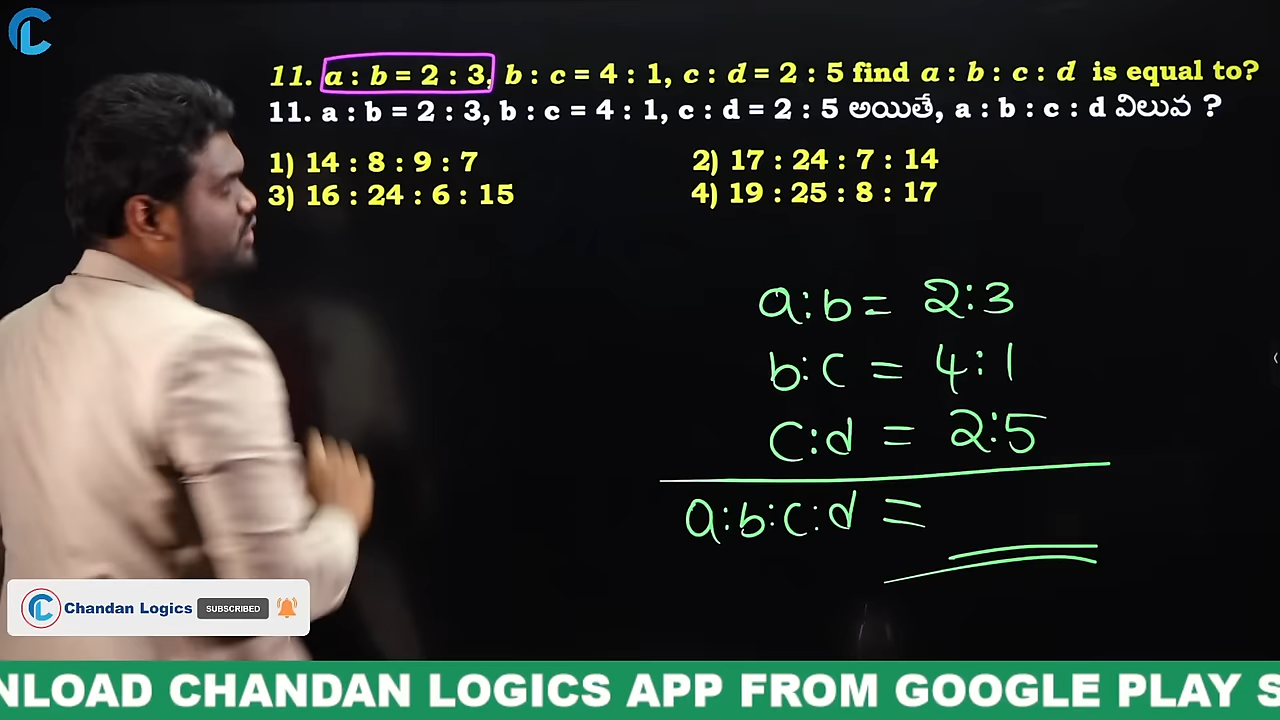 11. a : b = 2 : 3, b : c = 4 : 1, c : d = 2 : 5 find a : b : c : d is equal to?
11. a : b = 2 : 3, b : c = 4 : 1, c : d = 2 : 5 అయితే, a : b : c : d విలువ ?
1) 14 : 8 : 9 : 7 2) 17 : 24 : 7 : 14
3) 16 : 24 : 6 : 15 4) 19 : 25 : 8 : 17
a:b = 2:3
b:c = 4:1
c:d = 2:5
a:b:c:d =
Chandan Logics SUBSCRIBED
NLOAD CHANDAN LOGICS APP FROM GOOGLE PLAY S